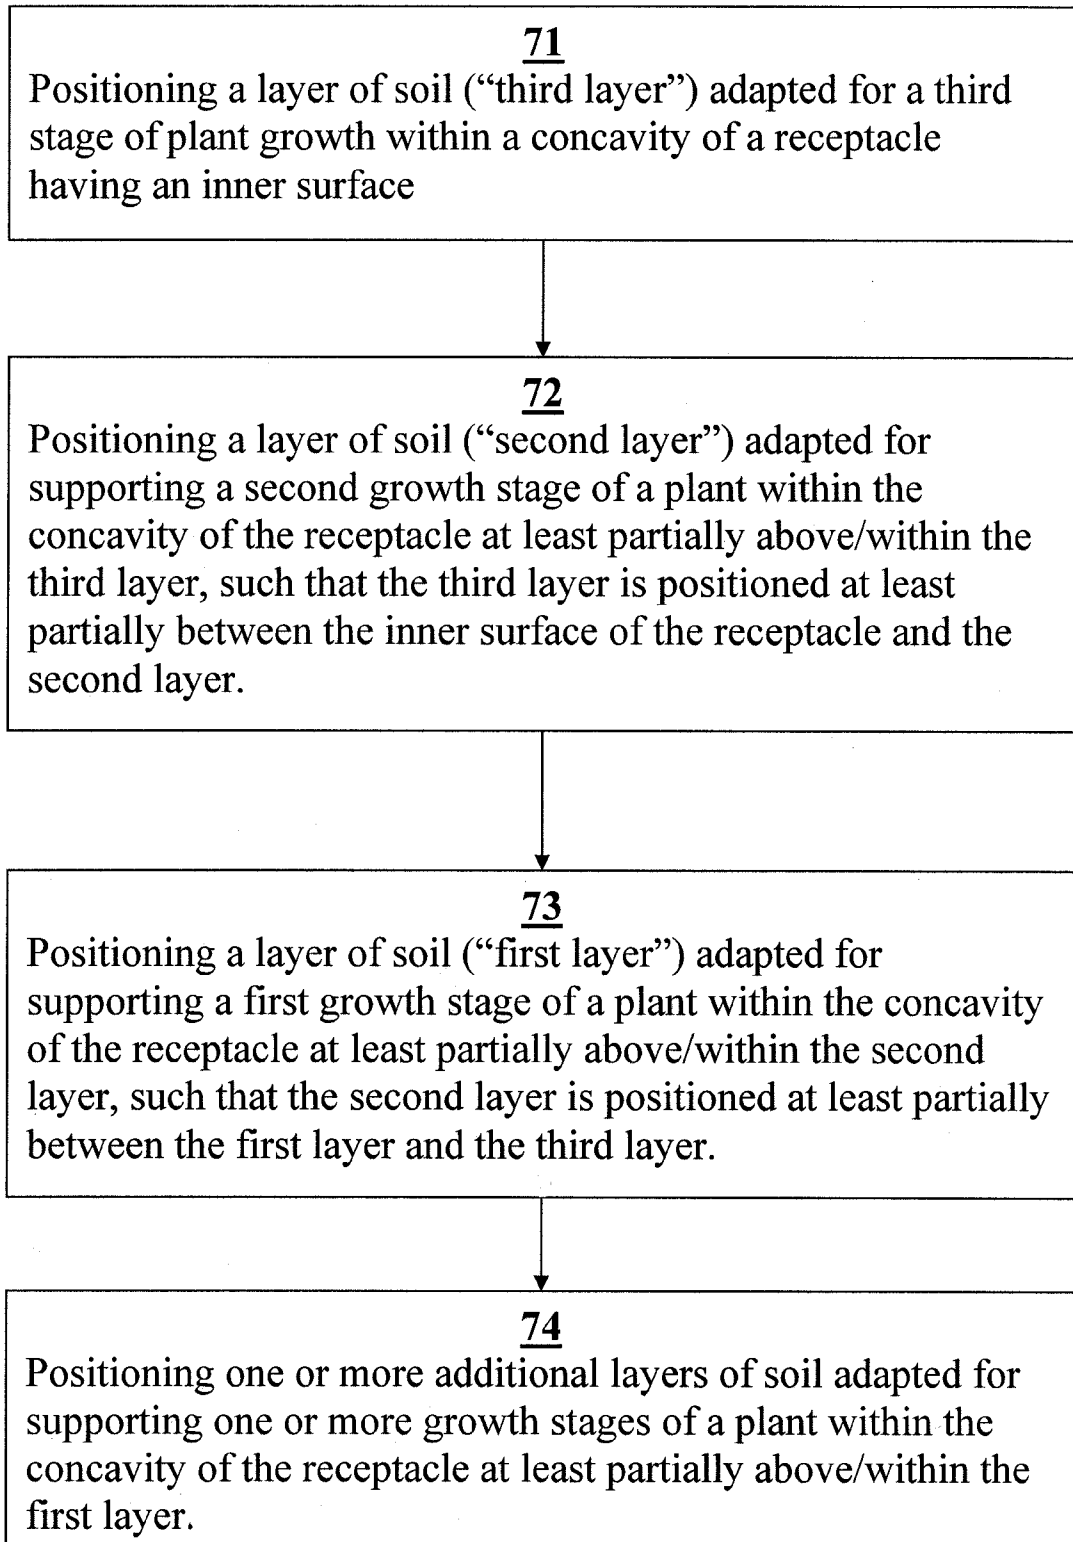 71
Positioning a layer of soil (“third layer”) adapted for a third
stage of plant growth within a concavity of a receptacle
having an inner surface
72
Positioning a layer of soil (“second layer”) adapted for
supporting a second growth stage of a plant within the
concavity of the receptacle at least partially above/within the
third layer, such that the third layer is positioned at least
partially between the inner surface of the receptacle and the
second layer.
73
Positioning a layer of soil (“first layer”) adapted for
supporting a first growth stage of a plant within the concavity
of the receptacle at least partially above/within the second
layer, such that the second layer is positioned at least partially
between the first layer and the third layer.
74
Positioning one or more additional layers of soil adapted for
supporting one or more growth stages of a plant within the
concavity of the receptacle at least partially above/within the
first layer.